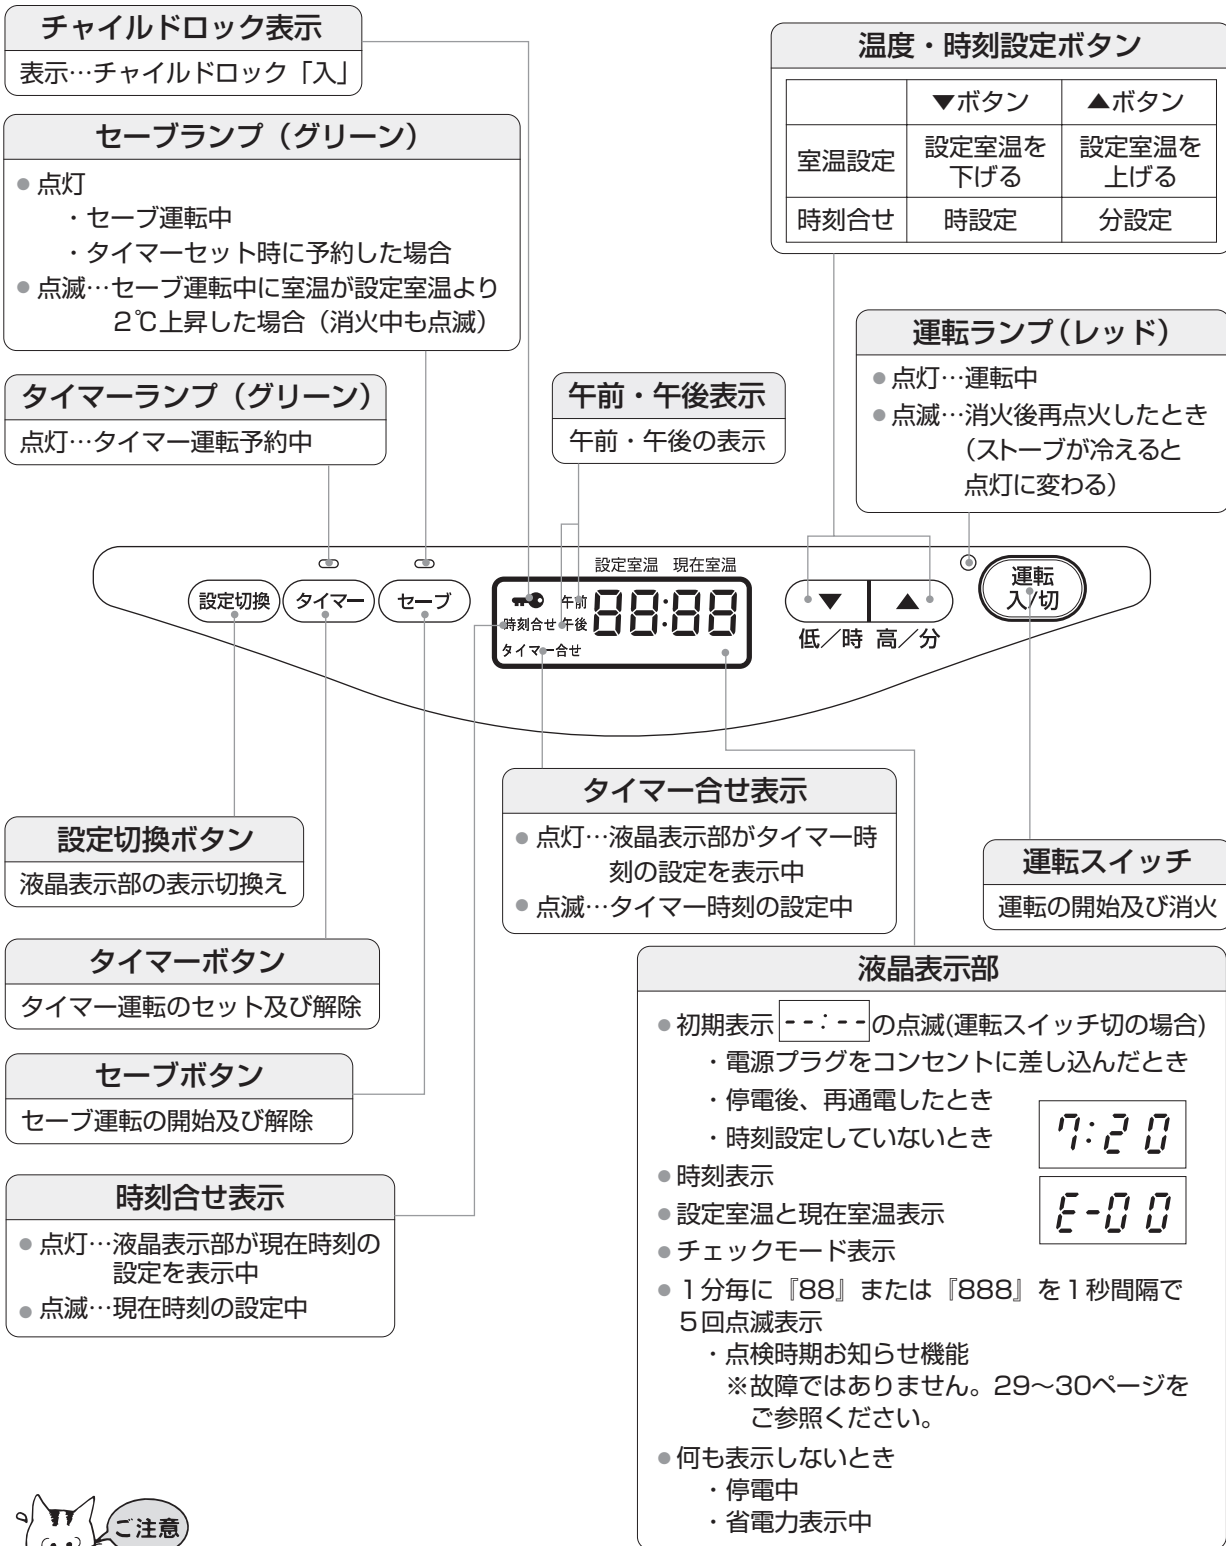 チャイルドロック表示
表示…チャイルドロック「入」
セーブランプ（グリーン）
● 点灯
・セーブ運転中
・タイマーセット時に予約した場合
● 点滅…セーブ運転中に室温が設定室温より
２℃上昇した場合（消火中も点滅）
タイマーランプ（グリーン）
点灯…タイマー運転予約中
午前・午後表示
午前・午後の表示
温度・時刻設定ボタン
▼ボタン ▲ボタン
室温設定 設定室温を下げる 設定室温を上げる
時刻合せ 時設定 分設定
運転ランプ（レッド）
● 点灯…運転中
● 点滅…消火後再点火したとき
（ストーブが冷えると
点灯に変わる）
設定切換 タイマー セーブ
設定室温 現在室温
午前
時刻合せ 午後
88:88
タイマー合せ
▼ ▲
低／時 高／分
運転
入/切
設定切換ボタン
液晶表示部の表示切換え
タイマーボタン
タイマー運転のセット及び解除
セーブボタン
セーブ運転の開始及び解除
時刻合せ表示
● 点灯…液晶表示部が現在時刻の
設定を表示中
● 点滅…現在時刻の設定中
タイマー合せ表示
● 点灯…液晶表示部がタイマー時
刻の設定を表示中
● 点滅…タイマー時刻の設定中
運転スイッチ
運転の開始及び消火
液晶表示部
● 初期表示 --:-- の点滅(運転スイッチ切の場合)
・電源プラグをコンセントに差し込んだとき
・停電後、再通電したとき
・時刻設定していないとき
7:20
● 時刻表示
● 設定室温と現在室温表示
E-00
● チェックモード表示
● １分毎に『88』または『888』を１秒間隔で
５回点滅表示
・点検時期お知らせ機能
※故障ではありません。29〜30ページを
ご参照ください。
● 何も表示しないとき
・停電中
・省電力表示中
ご注意